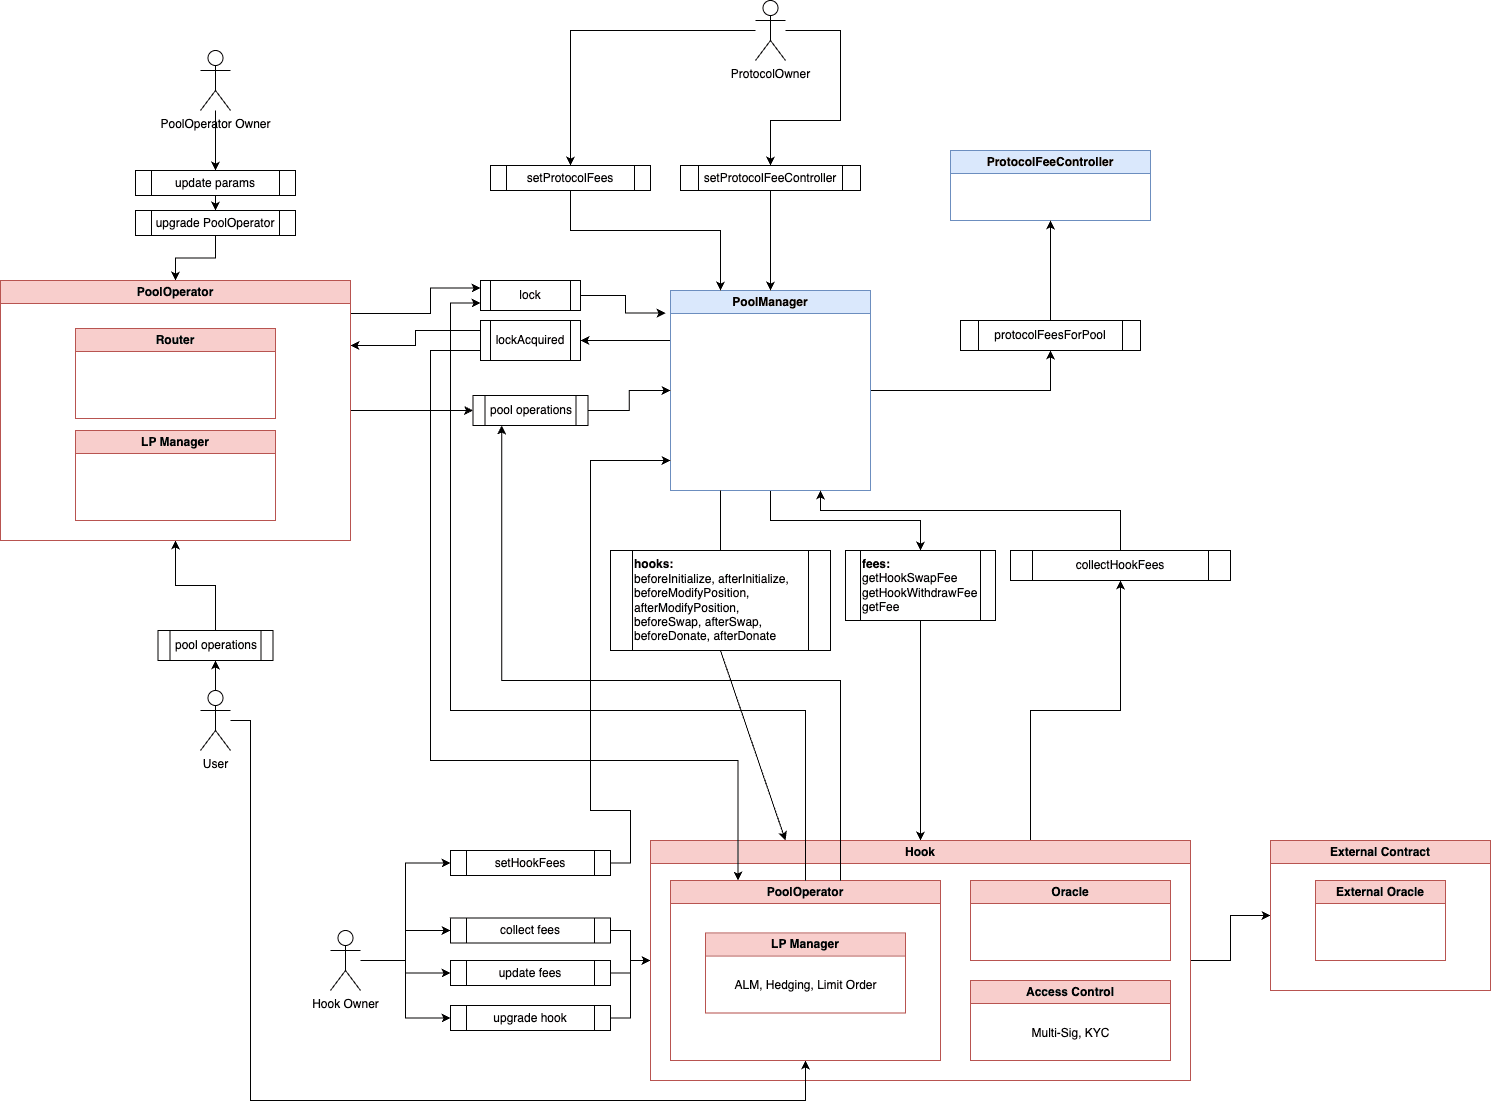 ProtocolOwner
PoolOperator Owner
setProtocolFees
setProtocolFeeController
ProtocolFeeController
update params
upgrade PoolOperator
PoolOperator
Router
LP Manager
lock
lockAcquired
pool operations
PoolManager
protocolFeesForPool
hooks:
beforeInitialize, afterInitialize,
beforeModifyPosition,
afterModifyPosition,
beforeSwap, afterSwap,
beforeDonate, afterDonate
fees:
getHookSwapFee
getHookWithdrawFee
getFee
collectHookFees
pool operations
User
setHookFees
collect fees
update fees
upgrade hook
Hook Owner
Hook
PoolOperator
LP Manager
ALM, Hedging, Limit Order
Oracle
Access Control
Multi-Sig, KYC
External Contract
External Oracle